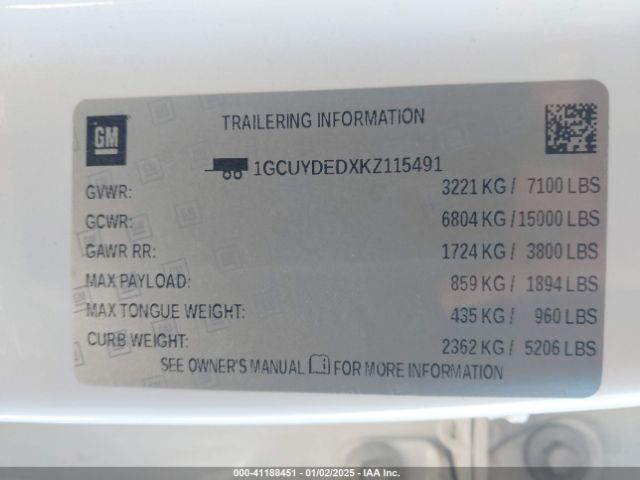 GM
TRAILERING INFORMATION
1GCUYDEDXKZ115491
GVWR: 3221 KG / 7100 LBS
GCWR: 6804 KG / 15000 LBS
GAWR RR: 1724 KG / 3800 LBS
MAX PAYLOAD: 859 KG / 1894 LBS
MAX TONGUE WEIGHT: 435 KG / 960 LBS
CURB WEIGHT: 2362 KG / 5206 LBS
SEE OWNER'S MANUAL FOR MORE INFORMATION
000-41188451 - 01/02/2025 - IAA Inc.